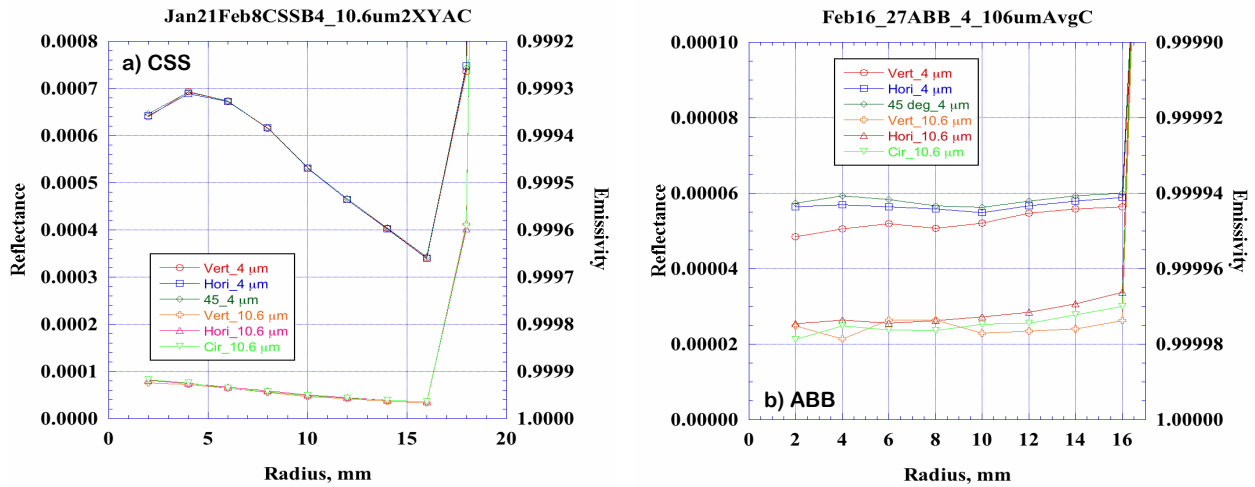 Jan21Feb8CSSB4_10.6um2XYAC
a) CSS
0.0008
0.0007
0.0006
0.0005
0.0004
0.0003
0.0002
0.0001
0.0000
Reflectance
Vert_4 µm
Hori_4 µm
45_4 µm
Vert_10.6 µm
Hori_10.6 µm
Cir_10.6 µm
0.9992
0.9993
0.9994
0.9995
0.9996
0.9997
0.9998
0.9999
1.0000
Emissivity
0
5
10
15
20
Radius, mm
Feb16_27ABB_4_106umAvgC
0.00010
0.00008
0.00006
0.00004
0.00002
0.00000
Reflectance
Vert_4 µm
Hori_4 µm
45 deg_4 µm
Vert_10.6 µm
Hori_10.6 µm
Cir_10.6 µm
b) ABB
0.99990
0.99992
0.99994
0.99996
0.99998
1.00000
Emissivity
0
2
4
6
8
10
12
14
16
Radius, mm